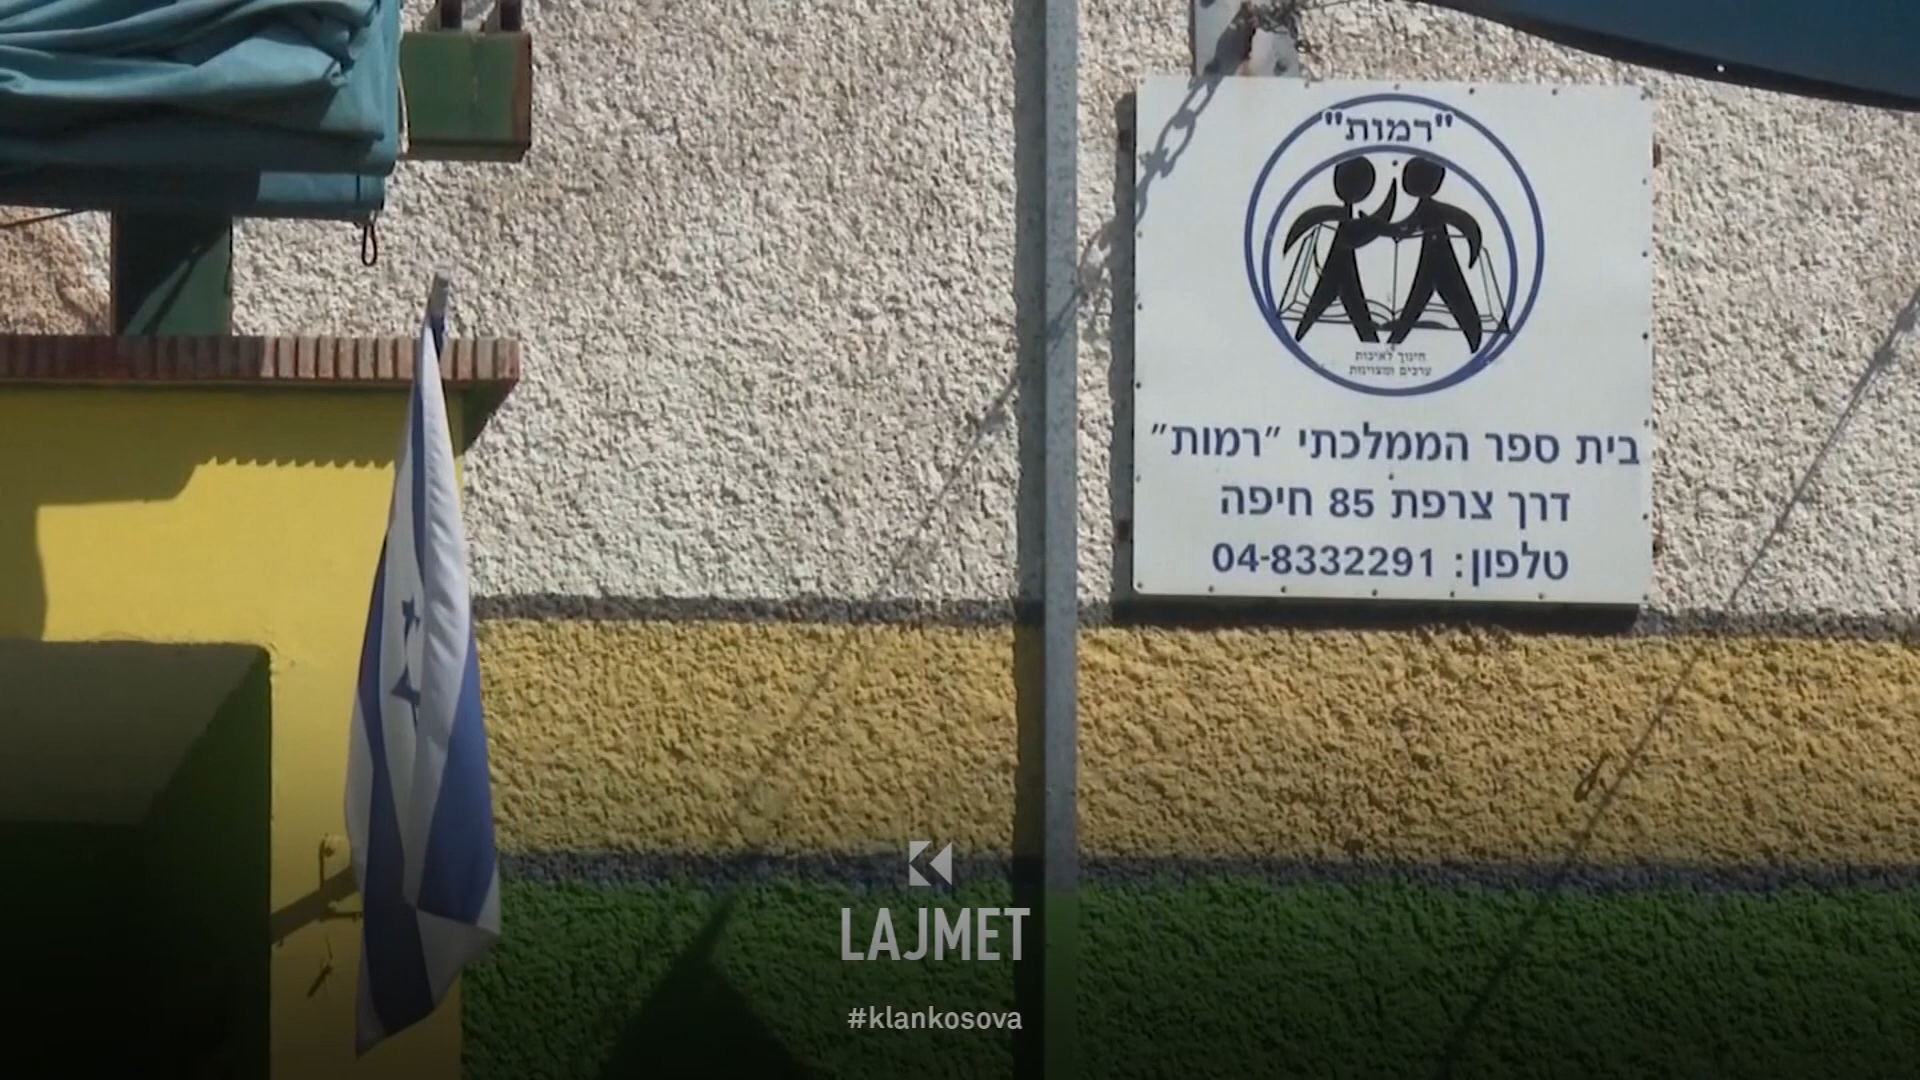 "רמות"
חינוך לאיכות
ערכים ומצוינות
בית ספר הממלכתי "רמות"
דרך צרפת 85 חיפה
טלפון: 04-8332291
LAJMET
#klankosova